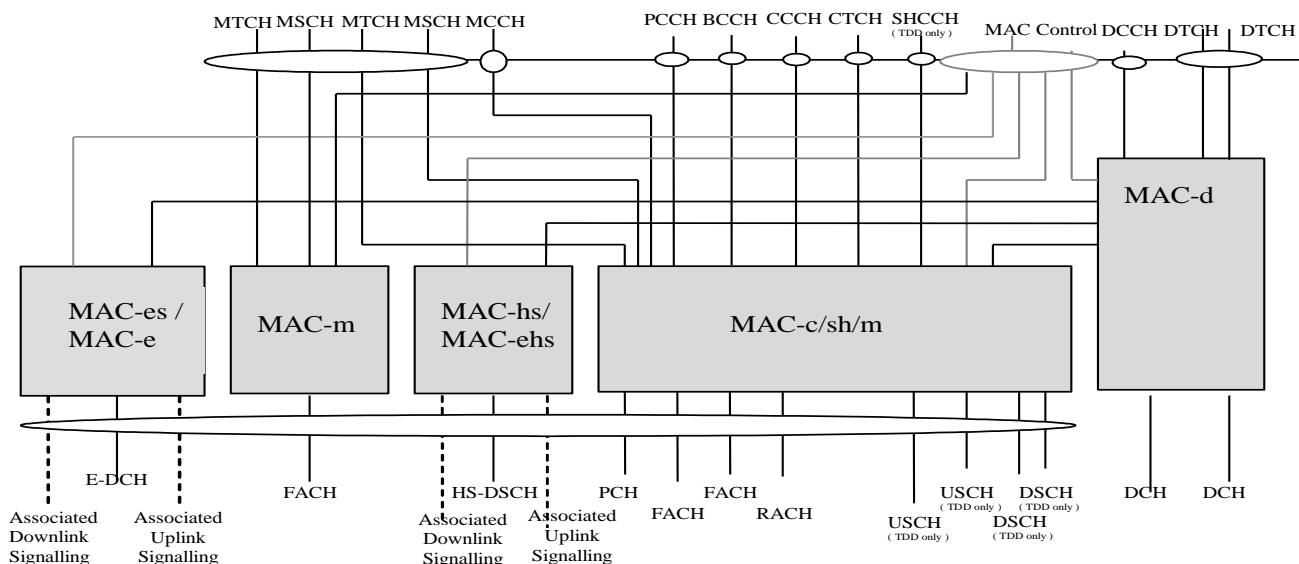 MTCH MSCH MTCH MSCH MCCH PCCH BCCH CCCH CTCH SHCCH MAC Control DCCH DTCH DTCH
( TDD only )
MAC-d
MAC-es /
MAC-e
MAC-m
MAC-hs/
MAC-ehs
MAC-c/sh/m
E-DCH
FACH
HS-DSCH
PCH
FACH
FACH
RACH
USCH
( TDD only )
USCH
( TDD only )
DSCH
( TDD only )
DSCH
( TDD only )
DCH
DCH
Associated
Downlink
Signalling
Associated
Uplink
Signalling
Associated
Downlink
Signalling
Associated
Uplink
Signalling